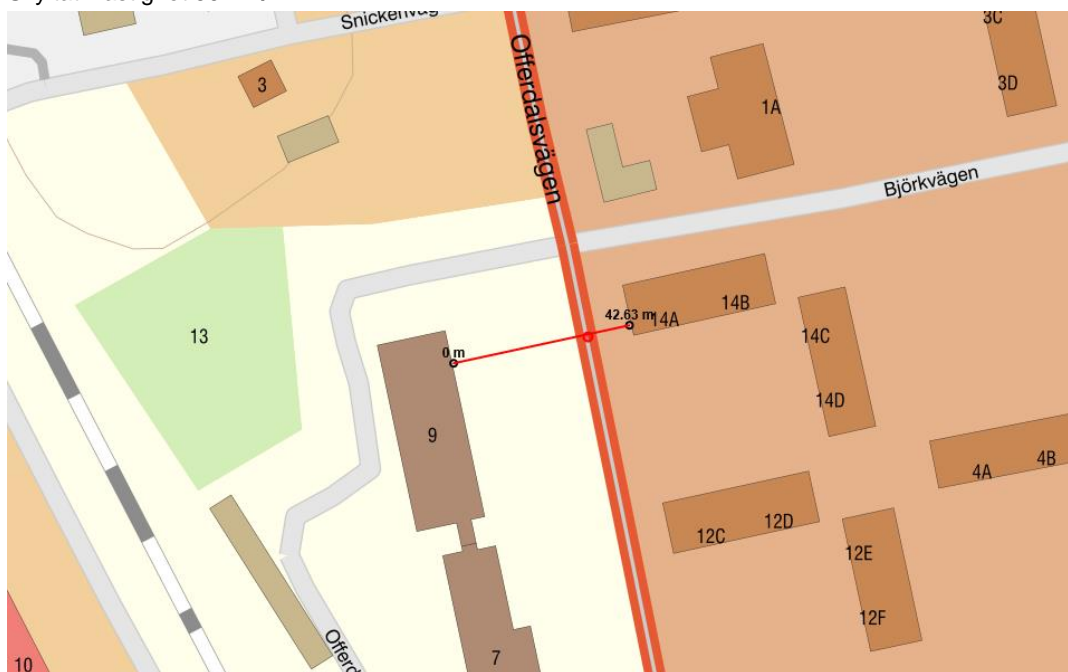 Snickenväg
3C
Offerdalsvägen
3
3D
1A
Björkvägen
14B
42.63 m
14A
13
14C
0 m
14D
9
4B
4A
12D
12C
12E
12F
Offerd
7
10